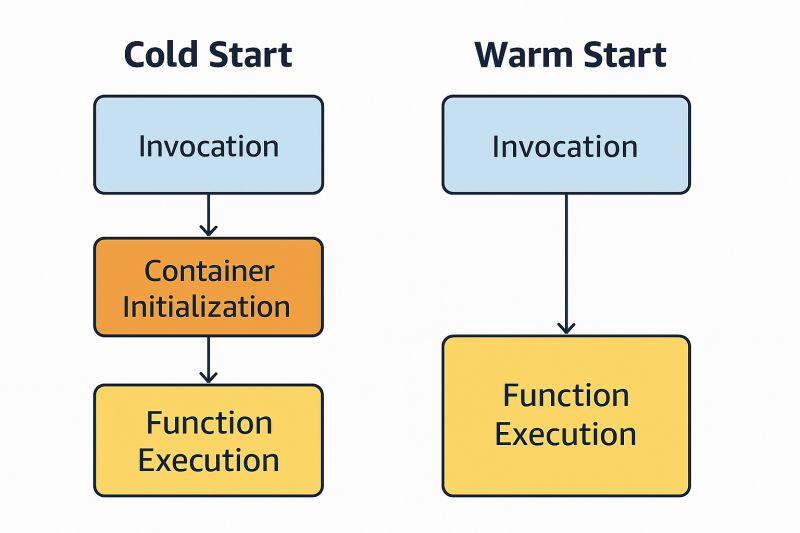 Cold Start
Invocation
Container
Initialization
Function
Execution
Warm Start
Invocation
Function
Execution